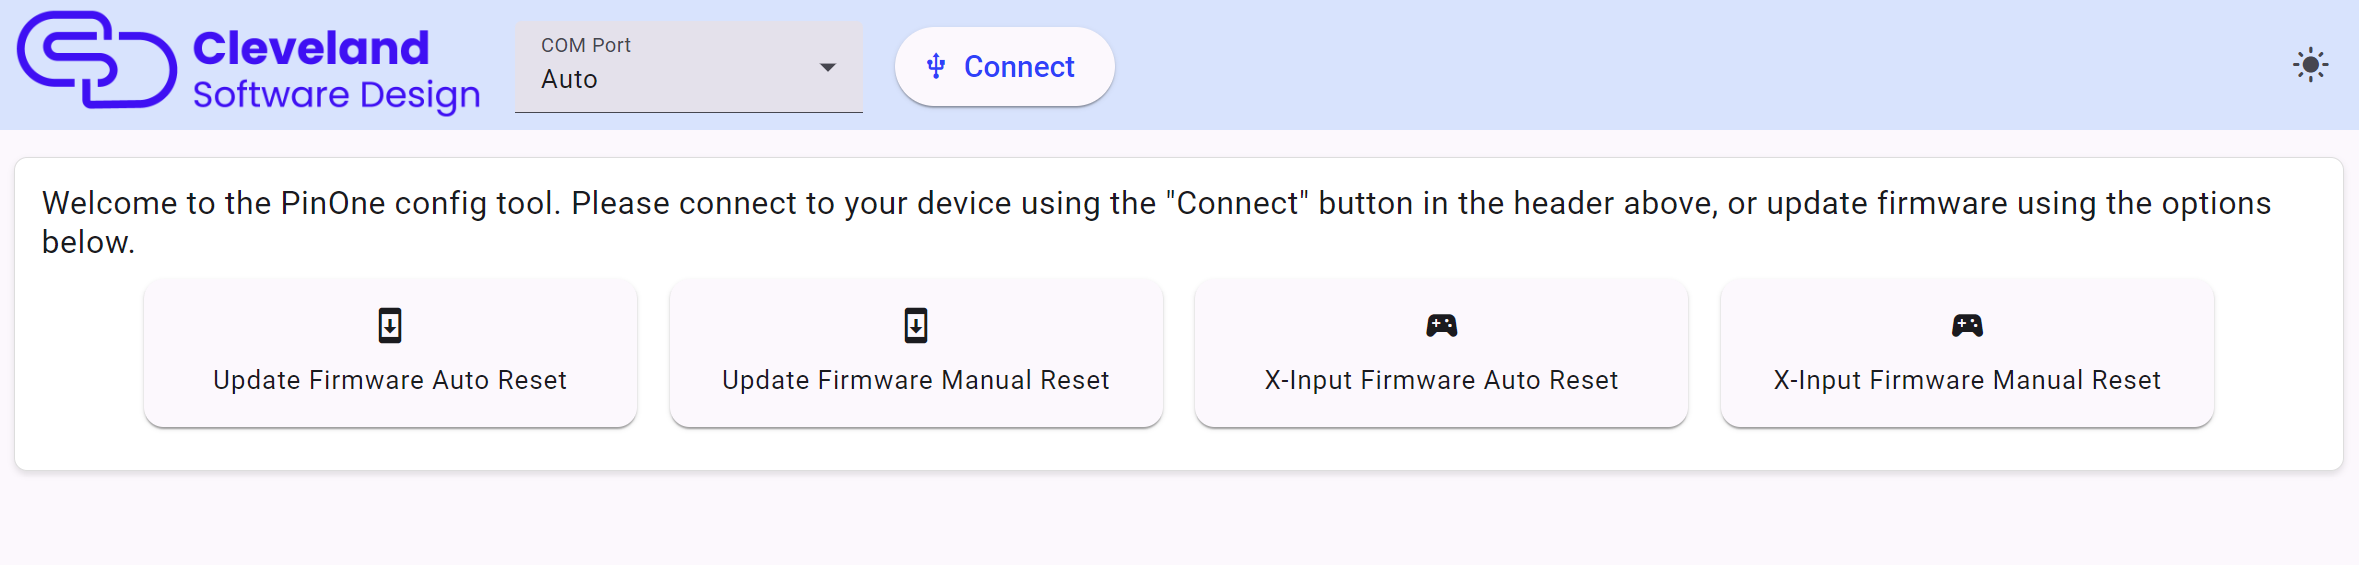 Cleveland
Software Design
COM Port
Auto
Connect
Welcome to the PinOne config tool. Please connect to your device using the "Connect" button in the header above, or update firmware using the options
below.
Update Firmware Auto Reset
Update Firmware Manual Reset
X-Input Firmware Auto Reset
X-Input Firmware Manual Reset